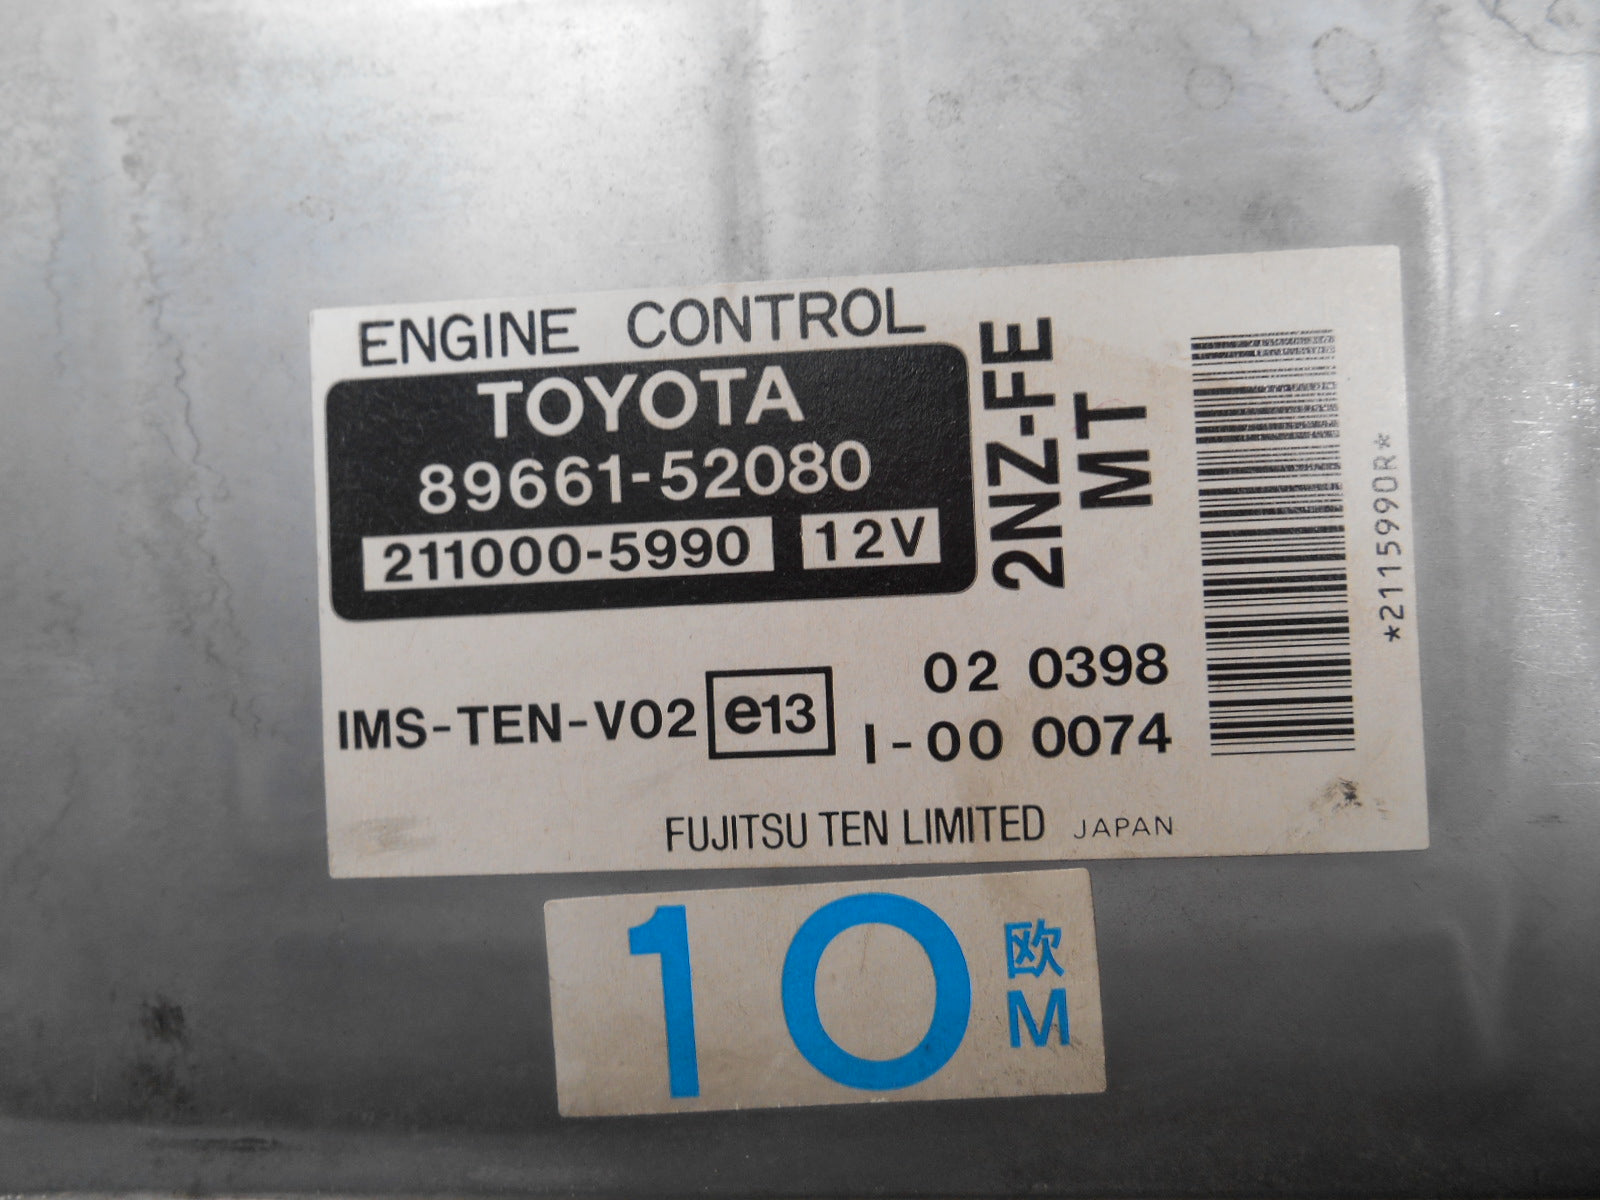 ENGINE CONTROL
TOYOTA
89661-52080
211000-5990 12V
2NZ-FE
MT
*2115990R*
02 0398
IMS-TEN-V02 e13 I-00 0074
FUJITSU TEN LIMITED JAPAN
10 欧
M